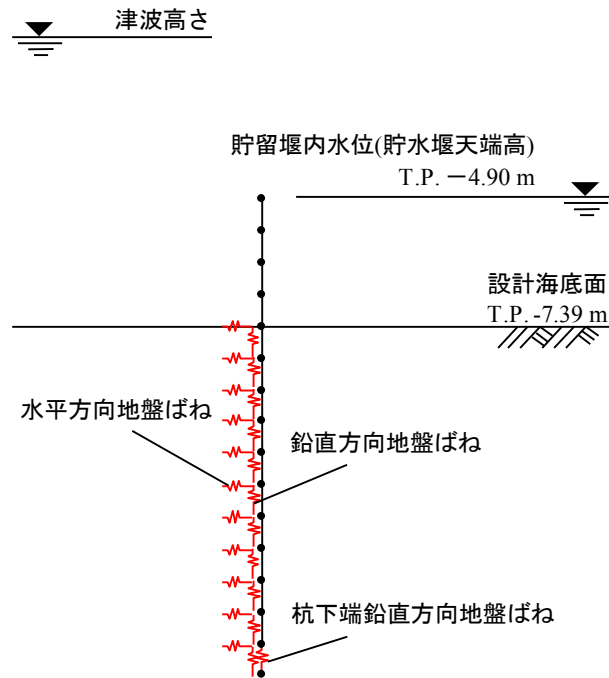 津波高さ
貯留堰内水位(貯水堰天端高)
T.P. －4.90 m
設計海底面
T.P. -7.39 m
水平方向地盤ばね
鉛直方向地盤ばね
杭下端鉛直方向地盤ばね